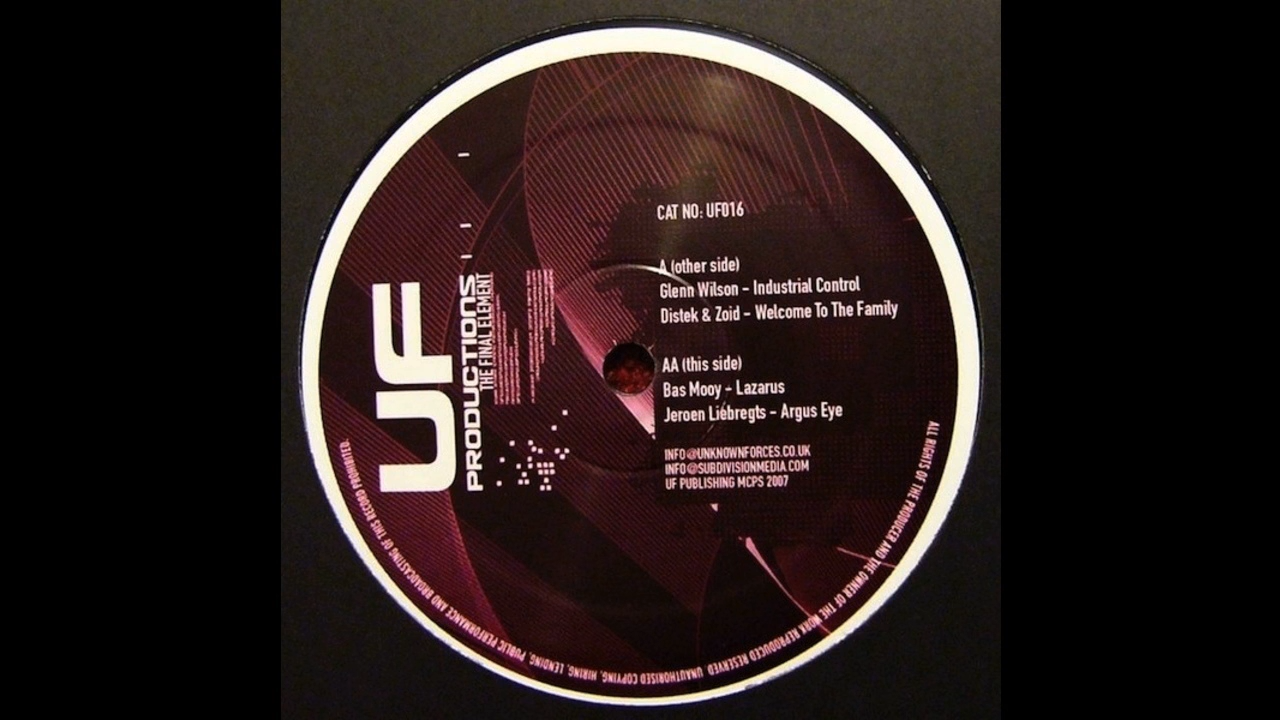 UF
PRODUCTIONS
THE FINAL ELEMENT
CAT NO: UF016
A (other side)
Glenn Wilson - Industrial Control
Distek & Zoid - Welcome To The Family
AA (this side)
Bas Mooy - Lazarus
Jeroen Liebregts - Argus Eye
INFO@UNKNOWNFORCES.CO.UK
INFO@SUBDIVISIONMEDIA.COM
UF PUBLISHING MCPS 2007
ALL RIGHTS OF THE PRODUCER AND THE OWNER OF THE WORK REPRODUCED RESERVED UNAUTHORISED COPYING, HIRING, LENDING, PUBLIC PERFORMANCE AND BROADCASTING OF THIS RECORD PROHIBITED.